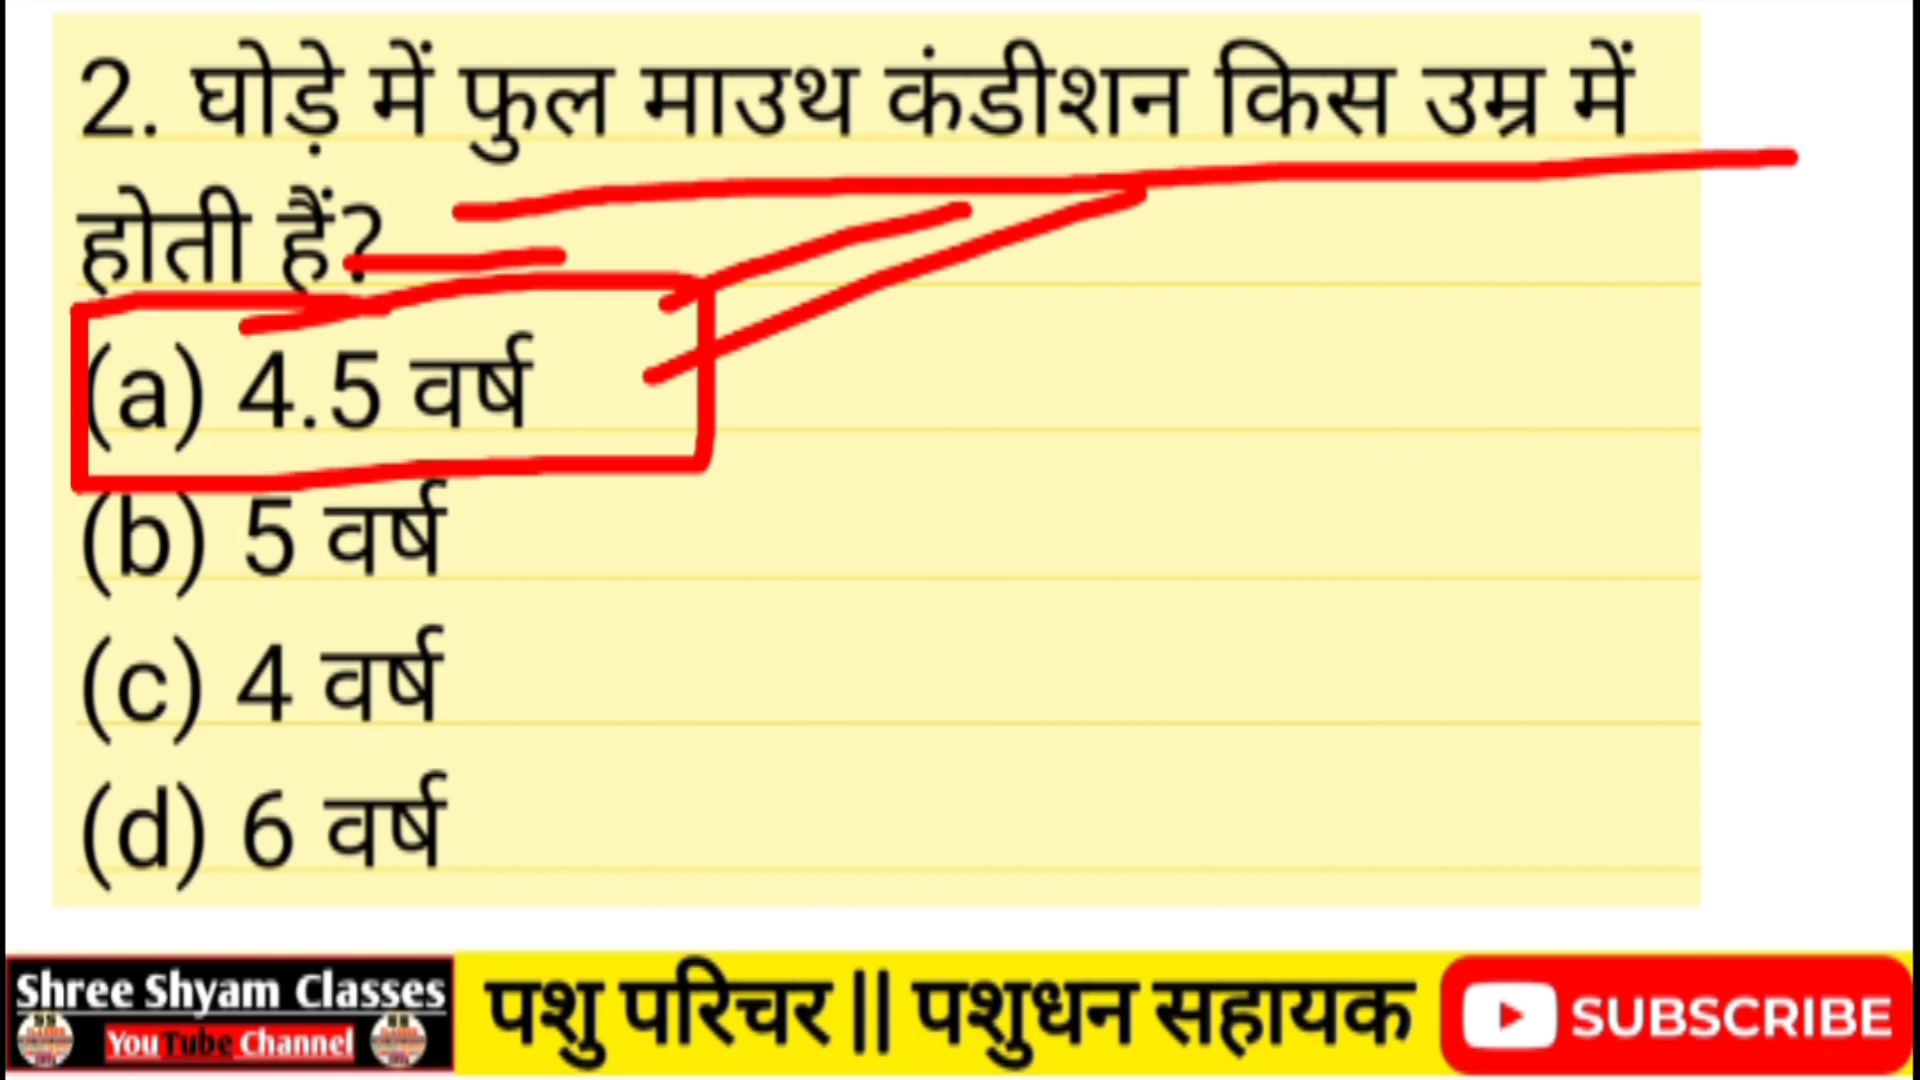 2. घोड़े में फुल माउथ कंडीशन किस उम्र में
होती हैं?
(a) 4.5 वर्ष
(b) 5 वर्ष
(c) 4 वर्ष
(d) 6 वर्ष
Shree Shyam Classes
YouTube Channel
पशु परिचर || पशुधन सहायक
SUBSCRIBE